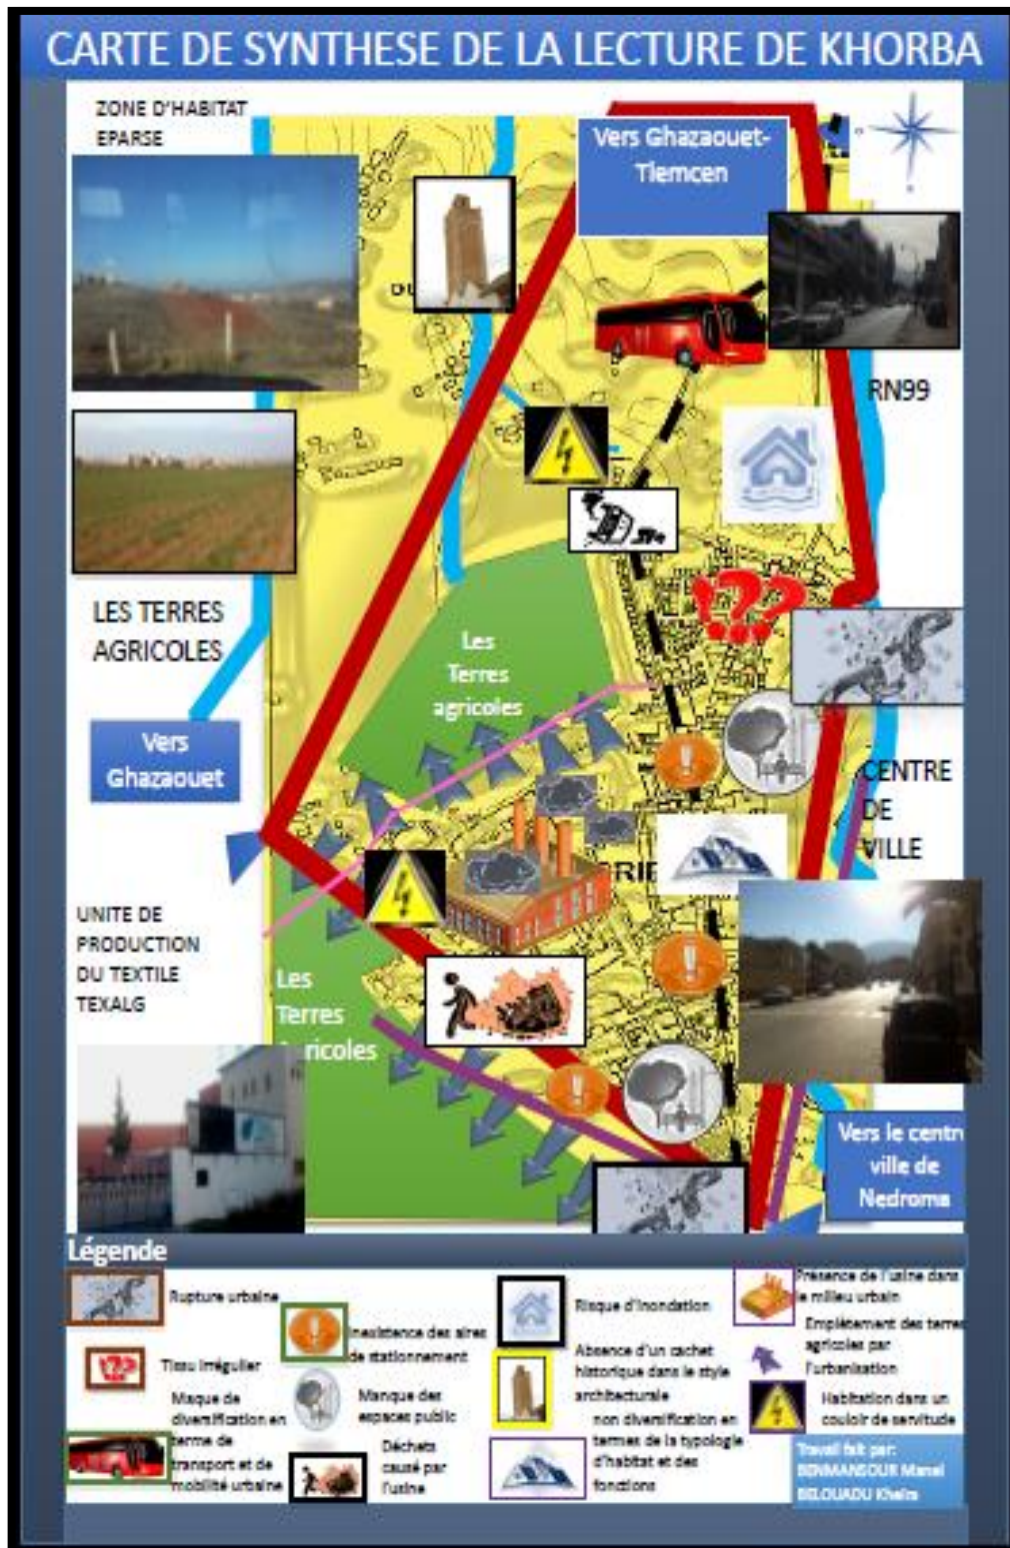 CARTE DE SYNTHESE DE LA LECTURE DE KHORBA
ZONE D'HABITAT
EPARSE
Vers Ghazaouet-
Tlemcen
RN99
LES TERRES
AGRICOLES
Les
Terres
agricoles
Vers
Ghazaouet
CENTRE
DE
VILLE
RIE
UNITE DE
PRODUCTION
DU TEXTILE
TEXALG
Les
Terres
ricoles
Vers le centr
ville de
Nedroma
Légende
Rupture urbaine
Tissu irrégulier
Maque de
diversification en
terme de
transport et de
mobilité urbaine
Inexistence des aires
de stationnement
Manque des
espaces public
Déchets
causé par
l'usine
Risque d'inondation
Absence d'un cachet
historique dans le style
architecturale
non diversification en
termes de la typologie
d'habitat et des
fonctions
Présence de l'usine dans
le milieu urbain
Emplètement des terres
agricoles par
l'urbanisation
Habitation dans un
couloir de servitude
Travail fait par:
BENMANSOUR Manel
BELOUADU Kheira